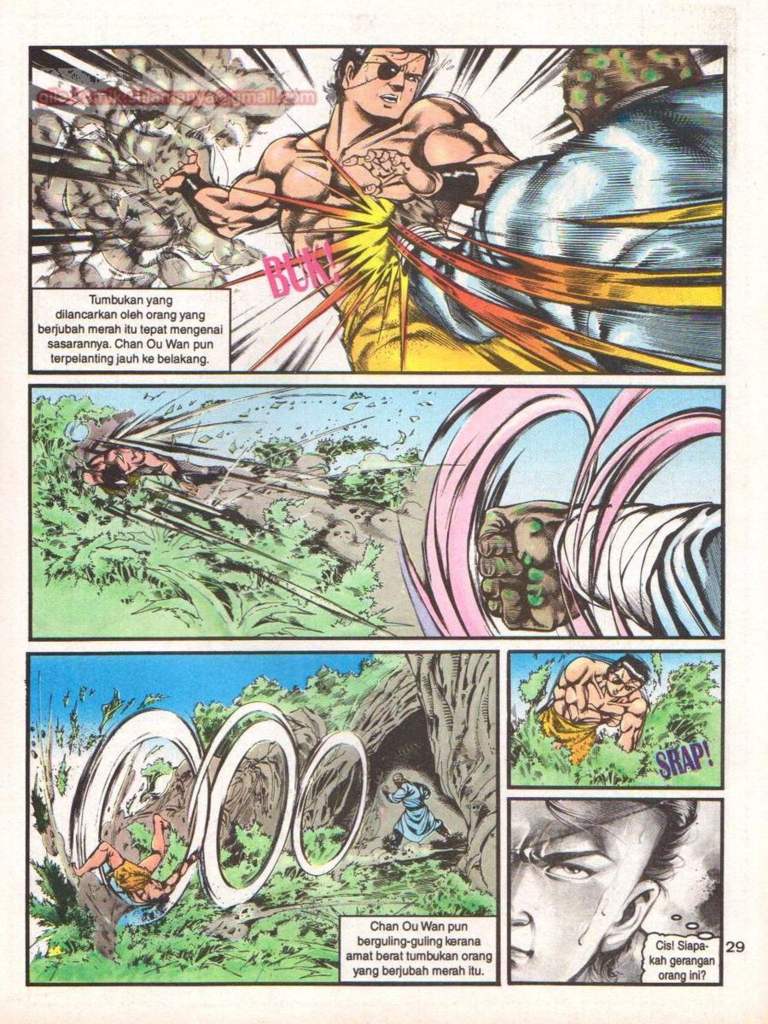 BUK!
Tumbukan yang
dilancarkan oleh orang yang
berjubah merah itu tepat mengenai
sasarannya. Chan Ou Wan pun
terpelanting jauh ke belakang.
SRAP!
Chan Ou Wan pun
berguling-guling kerana
amat berat tumbukan orang
yang berjubah merah itu.
Cis! Siapa-
kah gerangan
orang ini?
29